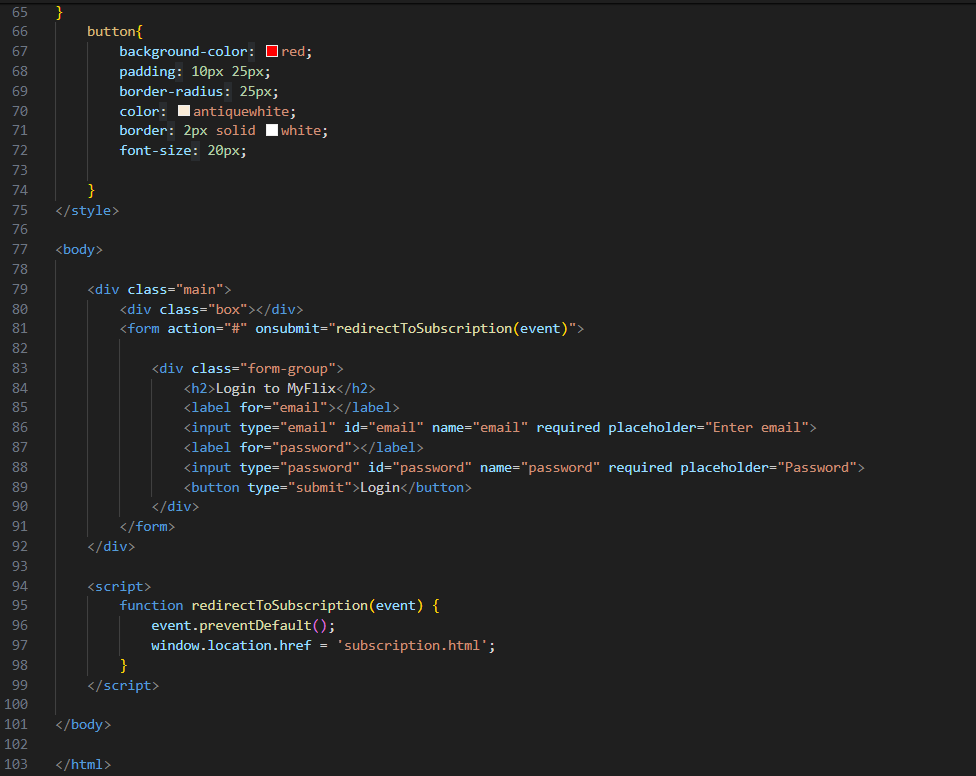 65 }
66 button{
67 background-color: red;
68 padding: 10px 25px;
69 border-radius: 25px;
70 color: antiquewhite;
71 border: 2px solid white;
72 font-size: 20px;
73
74 }
75 </style>
76
77 <body>
78
79 <div class="main">
80 <div class="box"></div>
81 <form action="#" onsubmit="redirectToSubscription(event)">
82
83 <div class="form-group">
84 <h2>Login to MyFlix</h2>
85 <label for="email"></label>
86 <input type="email" id="email" name="email" required placeholder="Enter email">
87 <label for="password"></label>
88 <input type="password" id="password" name="password" required placeholder="Password">
89 <button type="submit">Login</button>
90 </div>
91 </form>
92 </div>
93
94 <script>
95 function redirectToSubscription(event) {
96 event.preventDefault();
97 window.location.href = 'subscription.html';
98 }
99 </script>
100
101 </body>
102
103 </html>